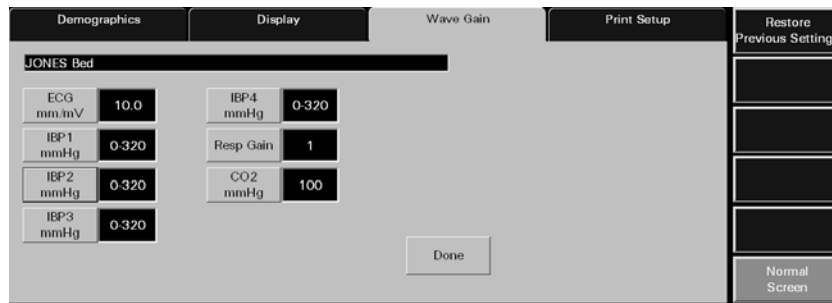 Demographics
Display
Wave Gain
Print Setup
Restore
Previous Setting
JONES Bed
ECG
mm/mV
10.0
IBP4
mmHg
0-320
IBP1
mmHg
0-320
Resp Gain
1
IBP2
mmHg
0-320
CO2
mmHg
100
IBP3
mmHg
0-320
Done
Normal
Screen